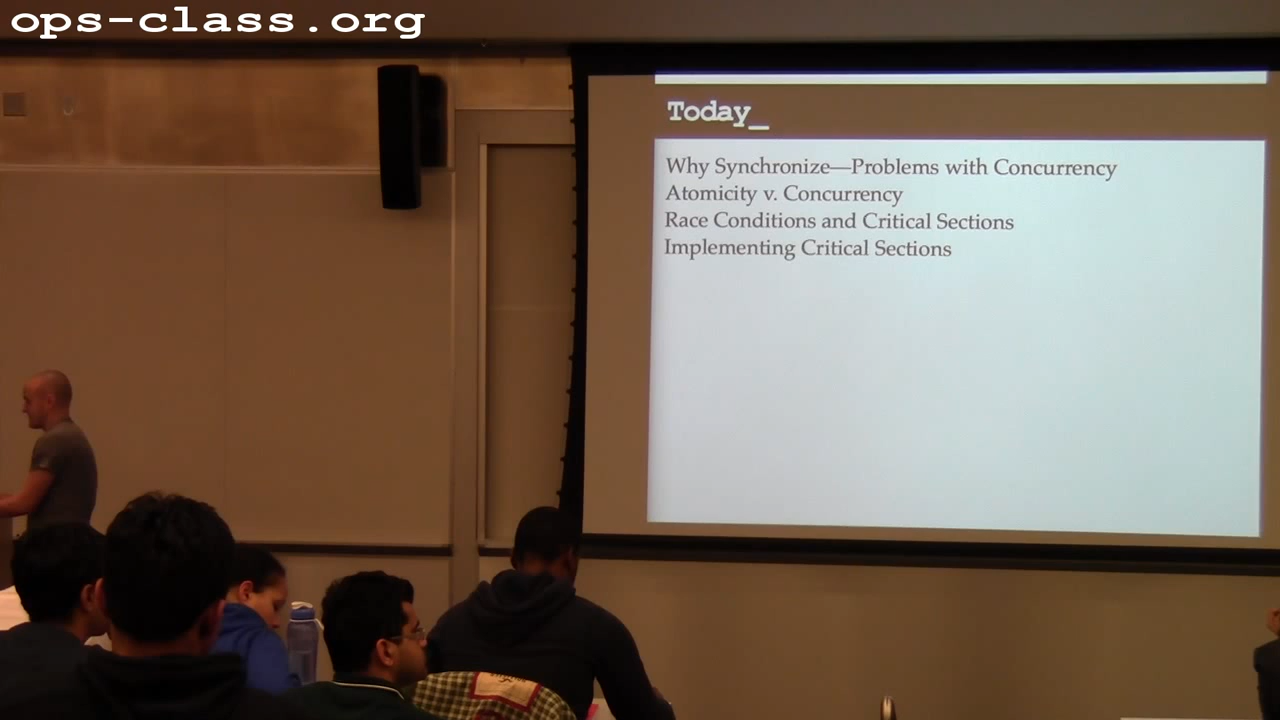 ops-class.org
Today_
Why Synchronize—Problems with Concurrency
Atomicity v. Concurrency
Race Conditions and Critical Sections
Implementing Critical Sections